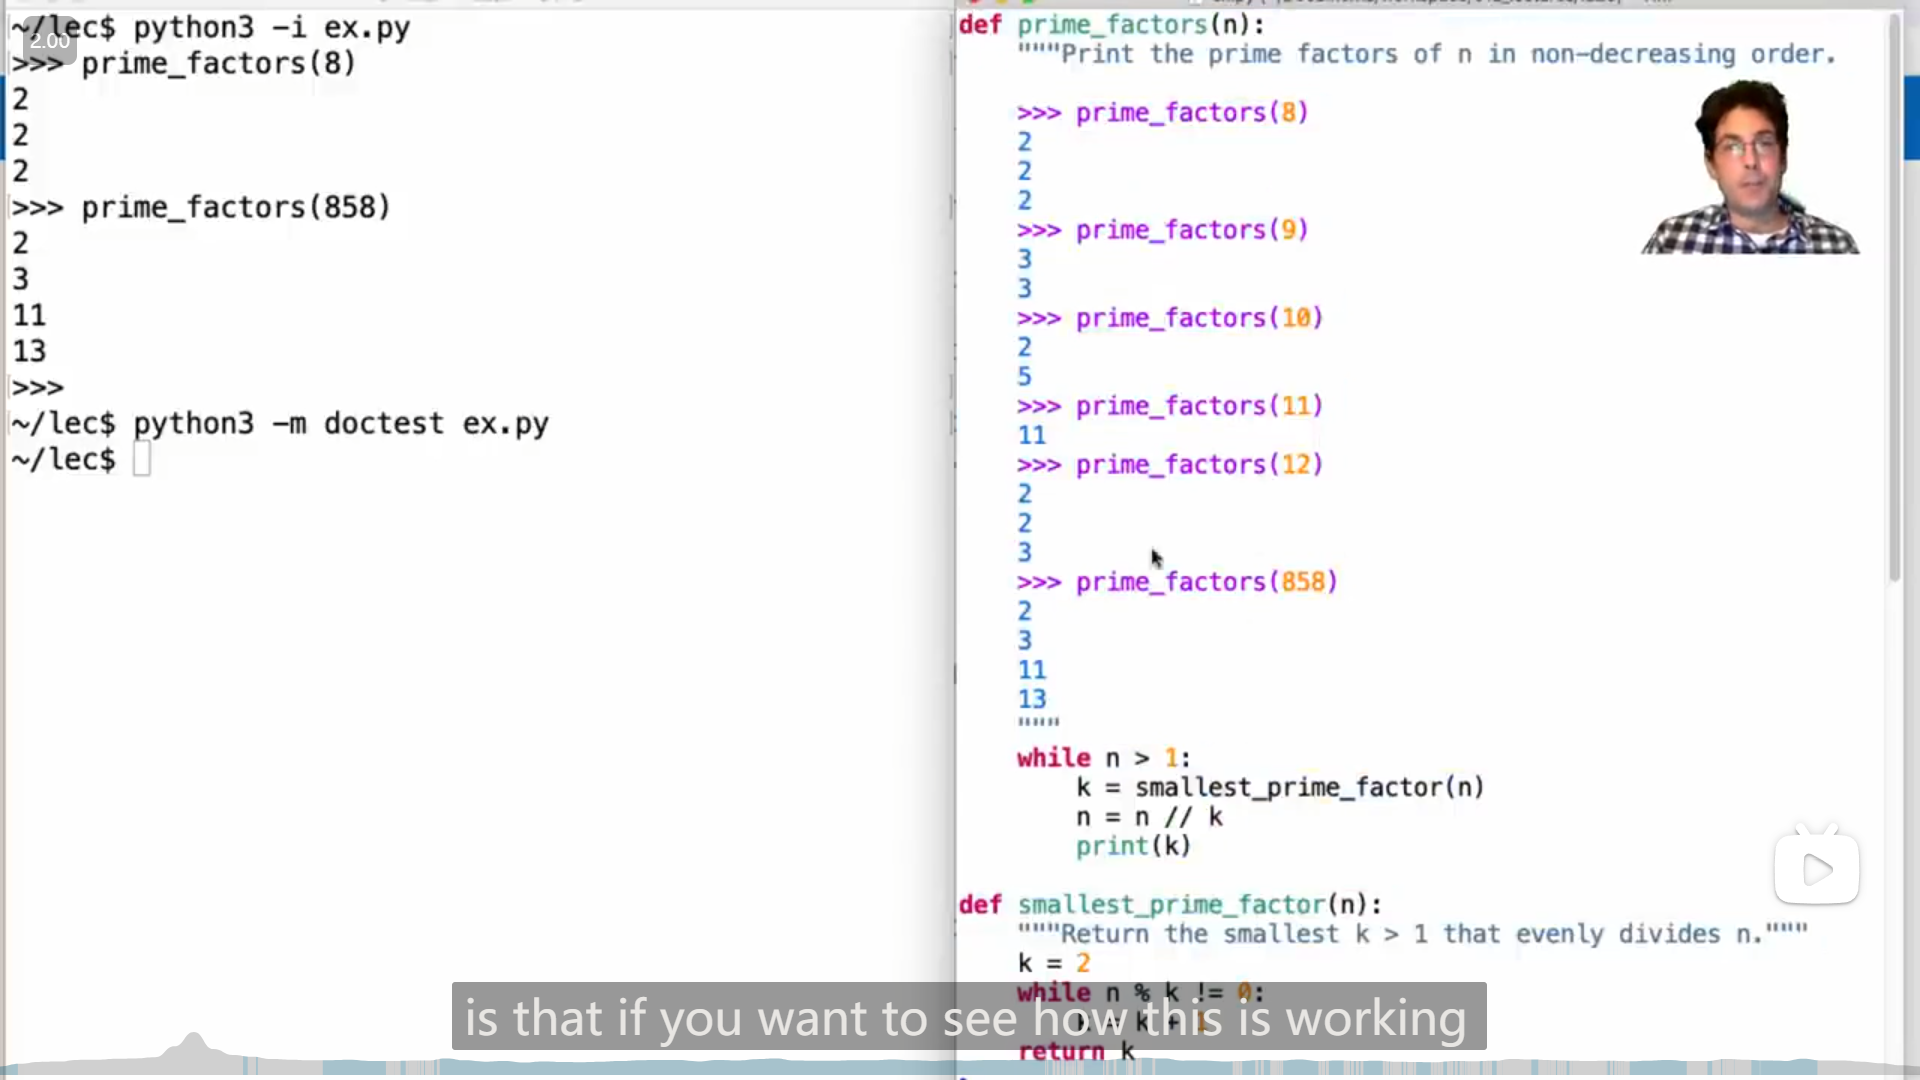 ~/lec$ python3 -i ex.py
2.00
>>> prime_factors(8)
2
2
2
>>> prime_factors(858)
2
3
11
13
>>>
~/lec$ python3 -m doctest ex.py
~/lec$
def prime_factors(n):
    """Print the prime factors of n in non-decreasing order.

    >>> prime_factors(8)
    2
    2
    2
    >>> prime_factors(9)
    3
    3
    >>> prime_factors(10)
    2
    5
    >>> prime_factors(11)
    11
    >>> prime_factors(12)
    2
    2
    3
    >>> prime_factors(858)
    2
    3
    11
    13
    """
    while n > 1:
        k = smallest_prime_factor(n)
        n = n // k
        print(k)

def smallest_prime_factor(n):
    """Return the smallest k > 1 that evenly divides n."""
    k = 2
    while n % k != 0:
        k = k + 1
    return k
is that if you want to see how this is working